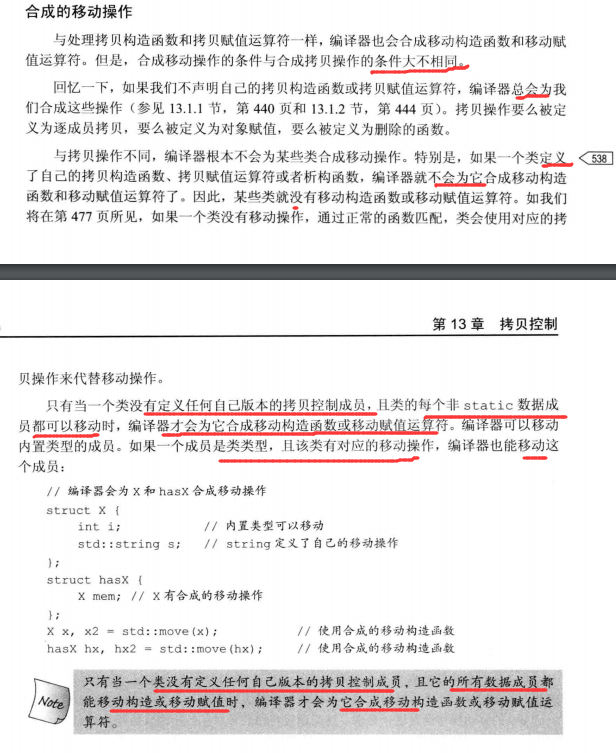 合成的移动操作
与处理拷贝构造函数和拷贝赋值运算符一样，编译器也会合成移动构造函数和移动赋
值运算符。但是，合成移动操作的条件与合成拷贝操作的条件大不相同。
回忆一下，如果我们不声明自己的拷贝构造函数或拷贝赋值运算符，编译器总会为我
们合成这些操作（参见 13.1.1 节，第 440 页和 13.1.2 节，第 444 页）。拷贝操作要么被定
义为逐成员拷贝，要么被定义为对象赋值，要么被定义为删除的函数。
与拷贝操作不同，编译器根本不会为某些类合成移动操作。特别是，如果一个类定义
538
了自己的拷贝构造函数、拷贝赋值运算符或者析构函数，编译器就不会为它合成移动构造
函数和移动赋值运算符了。因此，某些类就没有移动构造函数或移动赋值运算符。如我们
将在第 477 页所见，如果一个类没有移动操作，通过正常的函数匹配，类会使用对应的拷
第 13 章 拷贝控制
贝操作来代替移动操作。
只有当一个类没有定义任何自己版本的拷贝控制成员，且类的每个非 static 数据成
员都可以移动时，编译器才会为它合成移动构造函数或移动赋值运算符。编译器可以移动
内置类型的成员。如果一个成员是类类型，且该类有对应的移动操作，编译器也能移动这
个成员：
// 编译器会为 X 和 hasX 合成移动操作
struct X {
int i; // 内置类型可以移动
std::string s; // string 定义了自己的移动操作
};
struct hasX {
X mem; // X 有合成的移动操作
};
X x, x2 = std::move(x); // 使用合成的移动构造函数
hasX hx, hx2 = std::move(hx); // 使用合成的移动构造函数
只有当一个类没有定义任何自己版本的拷贝控制成员，且它的所有数据成员都
Note 能移动构造或移动赋值时，编译器才会为它合成移动构造函数或移动赋值运
算符。